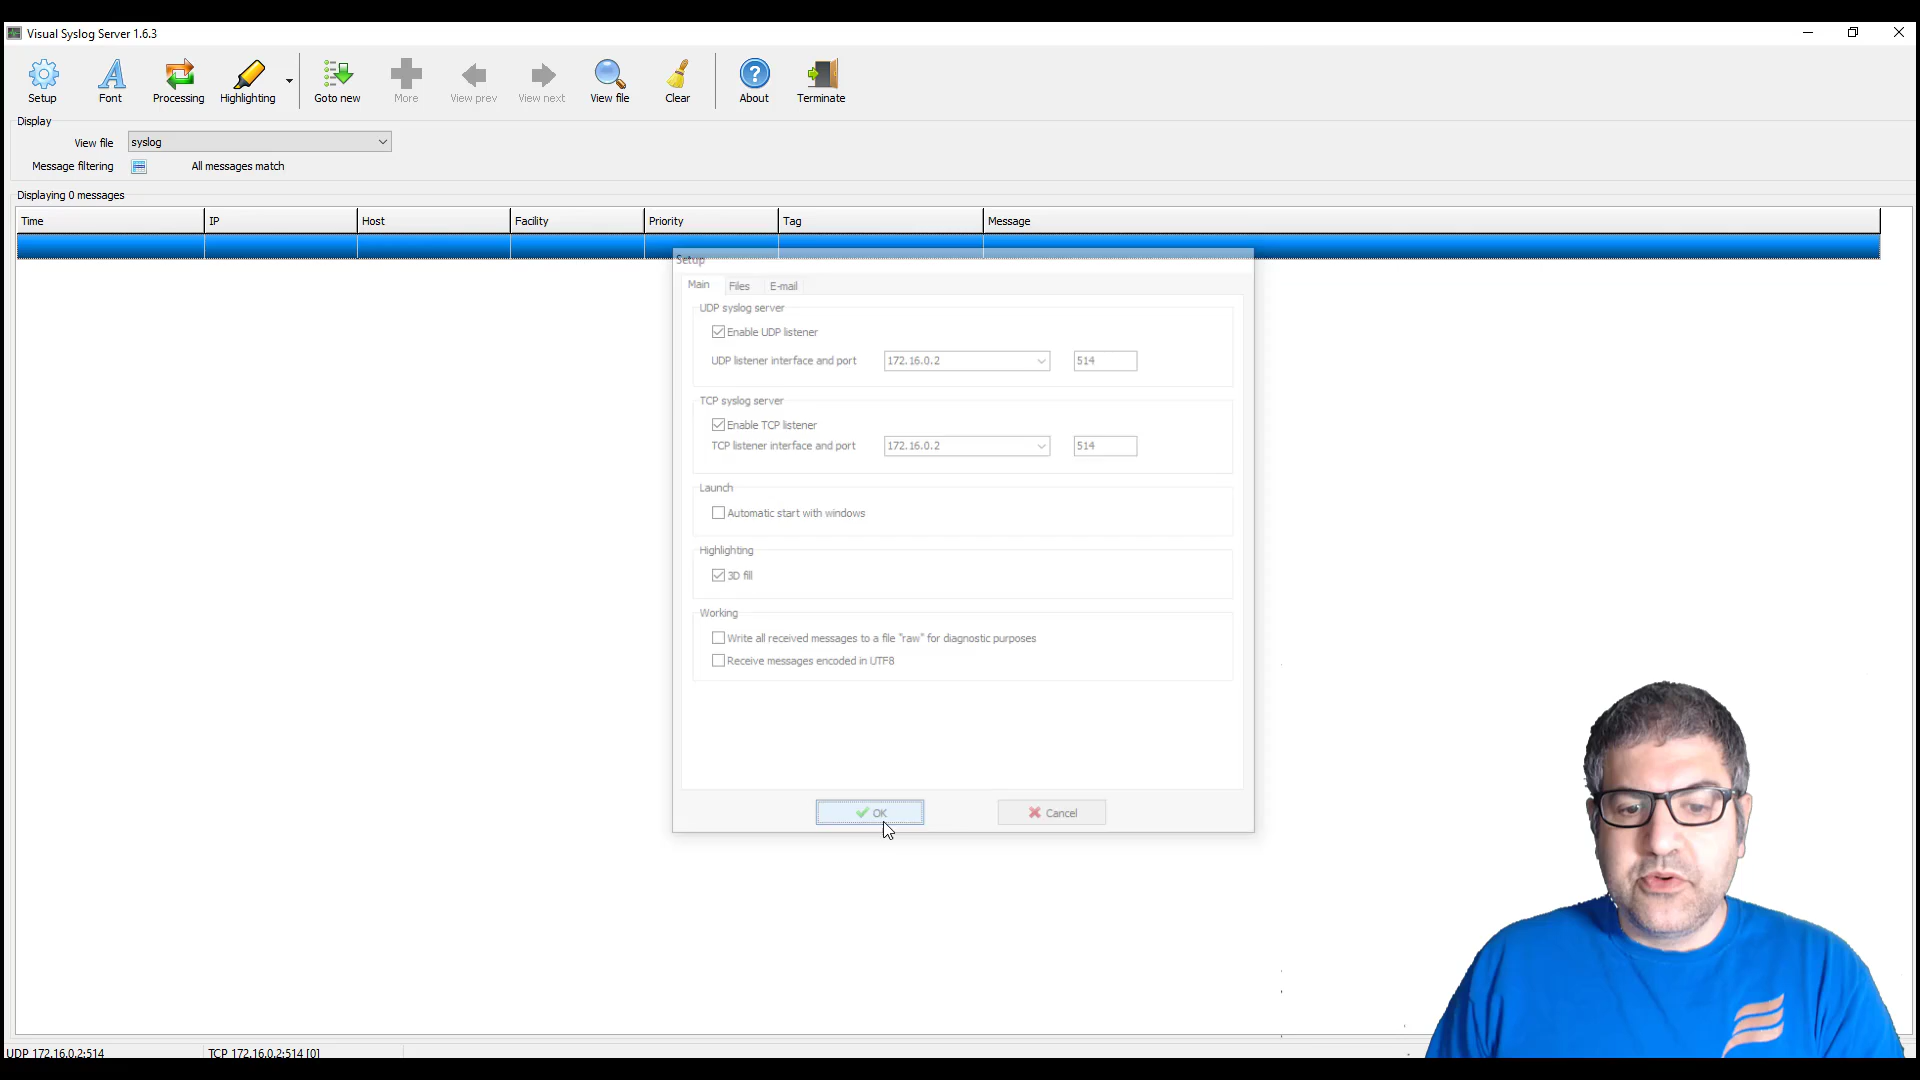 Visual Syslog Server 1.6.3
Setup Font Processing Highlighting Goto new More View prev View next View file Clear About Terminate
Display
View file syslog
Message filtering All messages match
Displaying 0 messages
Time IP Host Facility Priority Tag Message
Setup
Main Files E-mail
UDP syslog server
Enable UDP listener
UDP listener interface and port 172.16.0.2 514
TCP syslog server
Enable TCP listener
TCP listener interface and port 172.16.0.2 514
Launch
Automatic start with windows
Highlighting
3D fill
Working
Write all received messages to a file "raw" for diagnostic purposes
Receive messages encoded in UTF8
OK Cancel
UDP 172.16.0.2:514 TCP 172.16.0.2:514 [0]